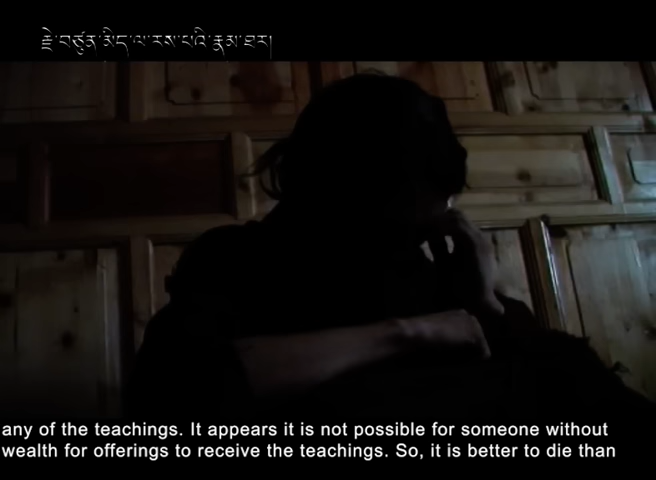 རྗེ་བཙུན་མིད་ལ་རས་པའི་རྣམ་ཐར།
any of the teachings. It appears it is not possible for someone without
wealth for offerings to receive the teachings. So, it is better to die than